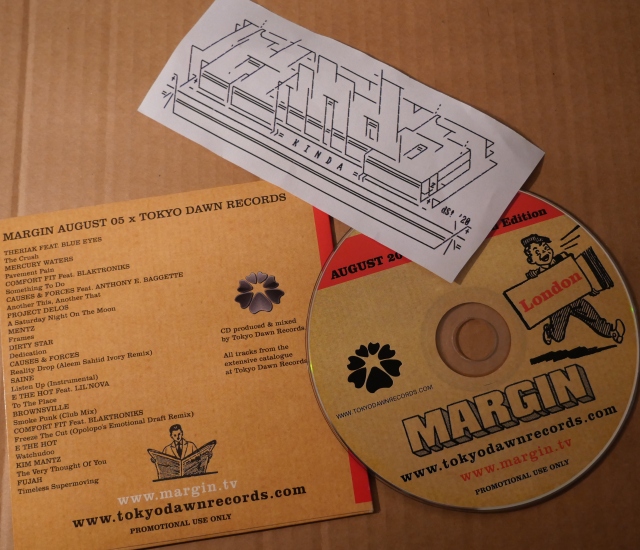 KINDA
dS! '20
MARGIN AUGUST 05 x TOKYO DAWN RECORDS
THERIAK FEAT. BLUE EYES
The Crush
MERCURY WATERS
Pavement Palm
COMFORT FIT Feat. BLAKTRONIKS
Something To Do
CAUSES & FORCES Feat. ANTHONY E. BAGGETTE
Another This, Another That
PROJECT DELOS
A Saturday Night On The Moon
MENTZ
Frames
DIRTY STAB
Dedication
CAUSES & FORCES
Reality Drop (Aleem Sahiid Ivory Remix)
SAINE
Listen Up (Instrumental)
E THE HOT Feat. LIL'NOVA
To The Place
BROWNSVILLE
Smoke Punk (Club Mix)
COMFORT FIT Feat. BLAKTRONIKS
Freeze The Cut (Opolopo's Emotional Draft Remix)
E THE HOT
Watchudoo
KIM MANTZ
The Very Thought Of You
FUJAH
Timeless Supermoving
CD produced & mixed
by Tokyo Dawn Records
All tracks from the
extensive catalogue
at Tokyo Dawn Records
www.margin.tv
www.tokyodawnrecords.com
PROMOTIONAL USE ONLY
AUGUST Edition
London
WWW.TOKYODAWNRECORDS.COM
MARGIN
www.tokyodawnrecords.com
www.margin.tv
PROMOTIONAL USE ONLY